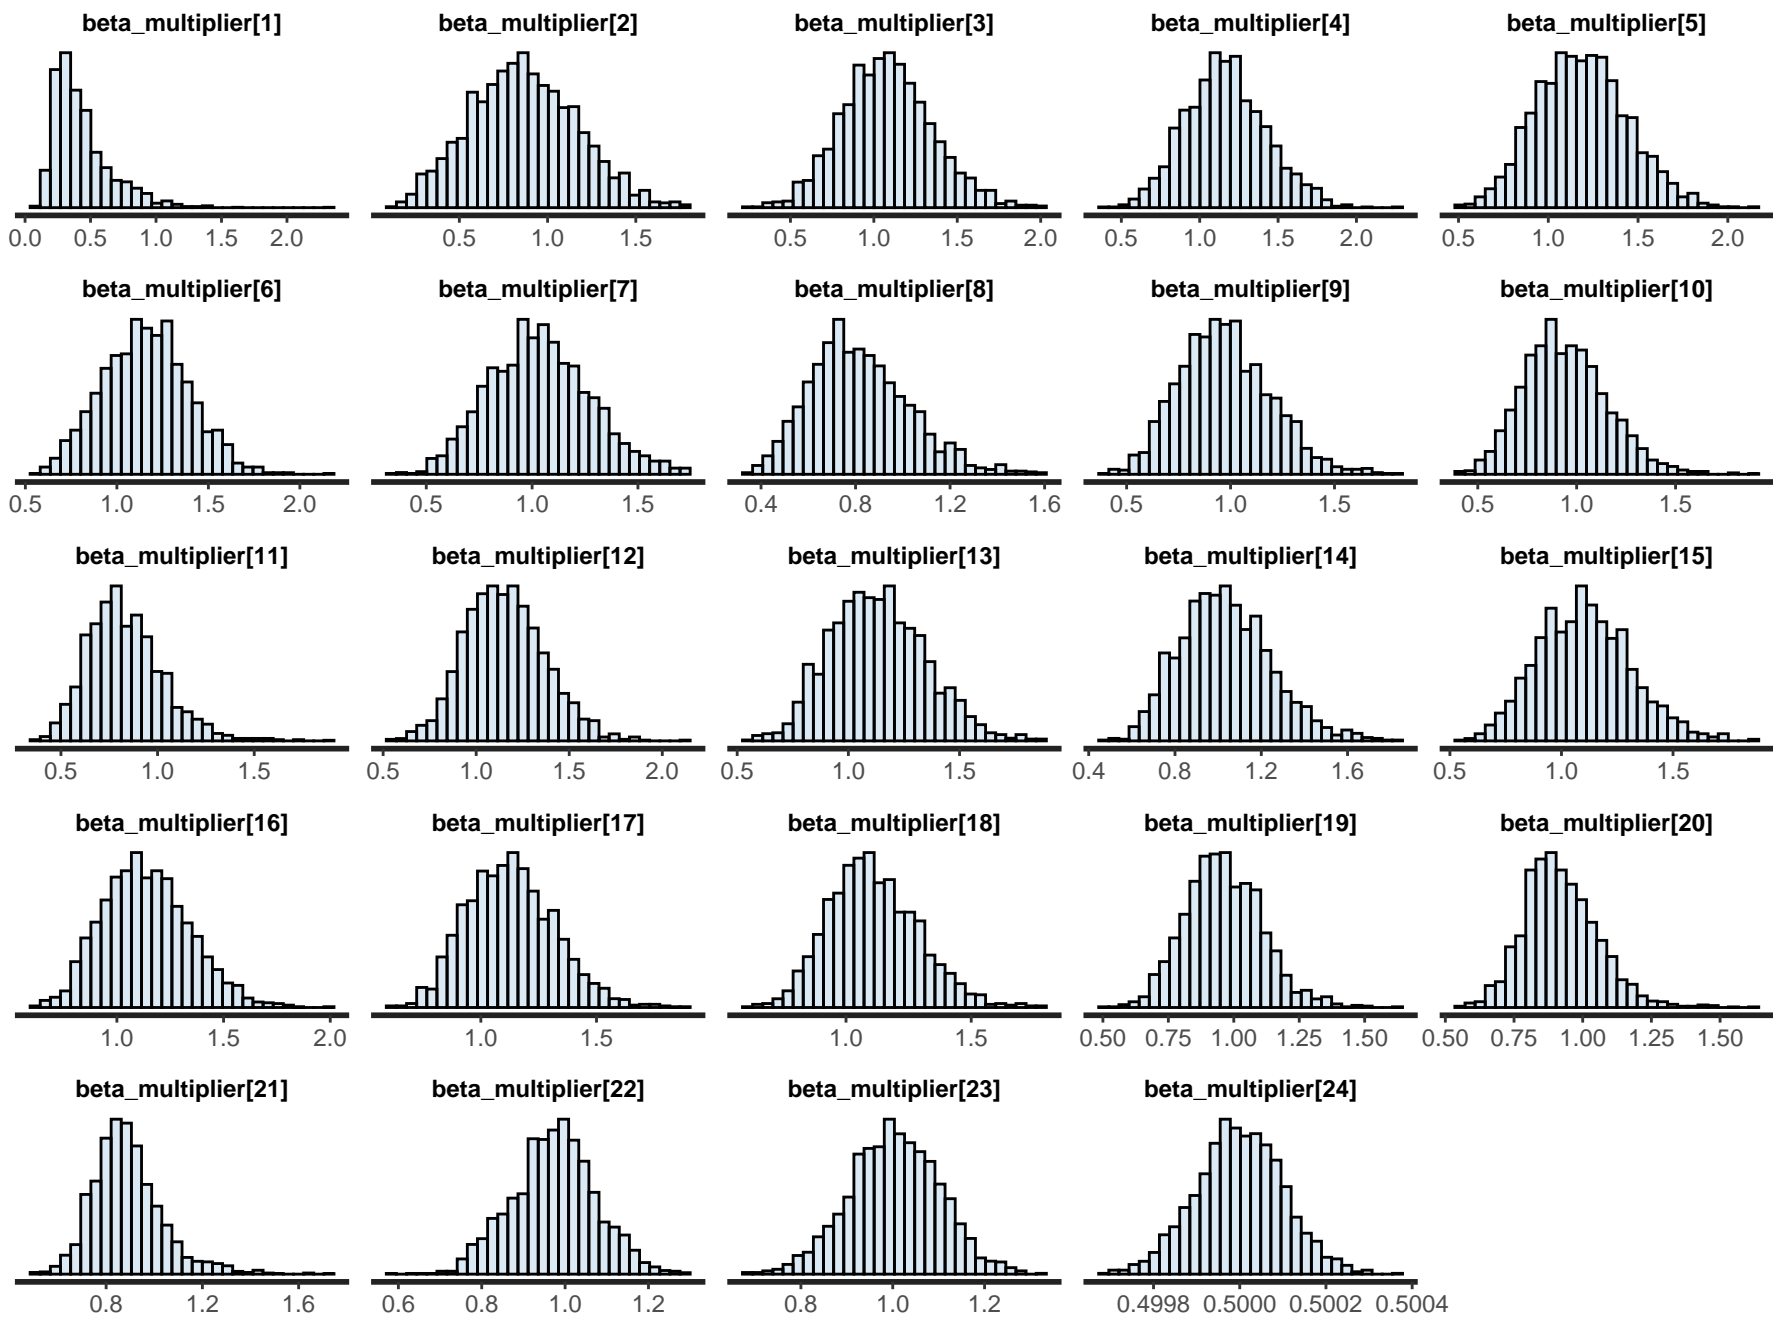 beta_multiplier[1] beta_multiplier[2] beta_multiplier[3] beta_multiplier[4] beta_multiplier[5]
0.0 0.5 1.0 1.5 2.0 0.5 1.0 1.5 0.5 1.0 1.5 2.0 0.5 1.0 1.5 2.0 0.5 1.0 1.5 2.0
beta_multiplier[6] beta_multiplier[7] beta_multiplier[8] beta_multiplier[9] beta_multiplier[10]
0.5 1.0 1.5 2.0 0.5 1.0 1.5 0.4 0.8 1.2 1.6 0.5 1.0 1.5 0.5 1.0 1.5
beta_multiplier[11] beta_multiplier[12] beta_multiplier[13] beta_multiplier[14] beta_multiplier[15]
0.5 1.0 1.5 0.5 1.0 1.5 2.0 0.5 1.0 1.5 0.4 0.8 1.2 1.6 0.5 1.0 1.5
beta_multiplier[16] beta_multiplier[17] beta_multiplier[18] beta_multiplier[19] beta_multiplier[20]
1.0 1.5 2.0 1.0 1.5 1.0 1.5 0.50 0.75 1.00 1.25 1.50 0.50 0.75 1.00 1.25 1.50
beta_multiplier[21] beta_multiplier[22] beta_multiplier[23] beta_multiplier[24]
0.8 1.2 1.6 0.6 0.8 1.0 1.2 0.8 1.0 1.2 0.4998 0.5000 0.5002 0.5004